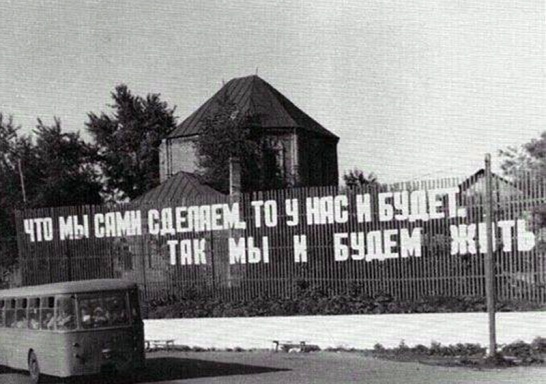 ЧТО МЫ САМИ СДЕЛАЕМ, ТО У НАС И БУДЕТ.
ТАК МЫ И БУДЕМ ЖИТЬ